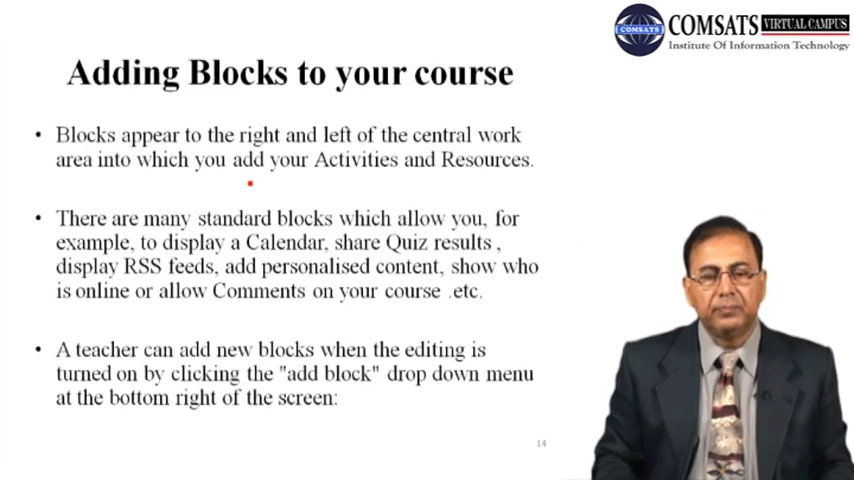 COMSATS VIRTUAL CAMPUS
COMSATS
Institute Of Information Technology
Adding Blocks to your course
• Blocks appear to the right and left of the central work
area into which you add your Activities and Resources.
• There are many standard blocks which allow you, for
example, to display a Calendar, share Quiz results ,
display RSS feeds, add personalised content, show who
is online or allow Comments on your course .etc.
• A teacher can add new blocks when the editing is
turned on by clicking the "add block" drop down menu
at the bottom right of the screen:
14